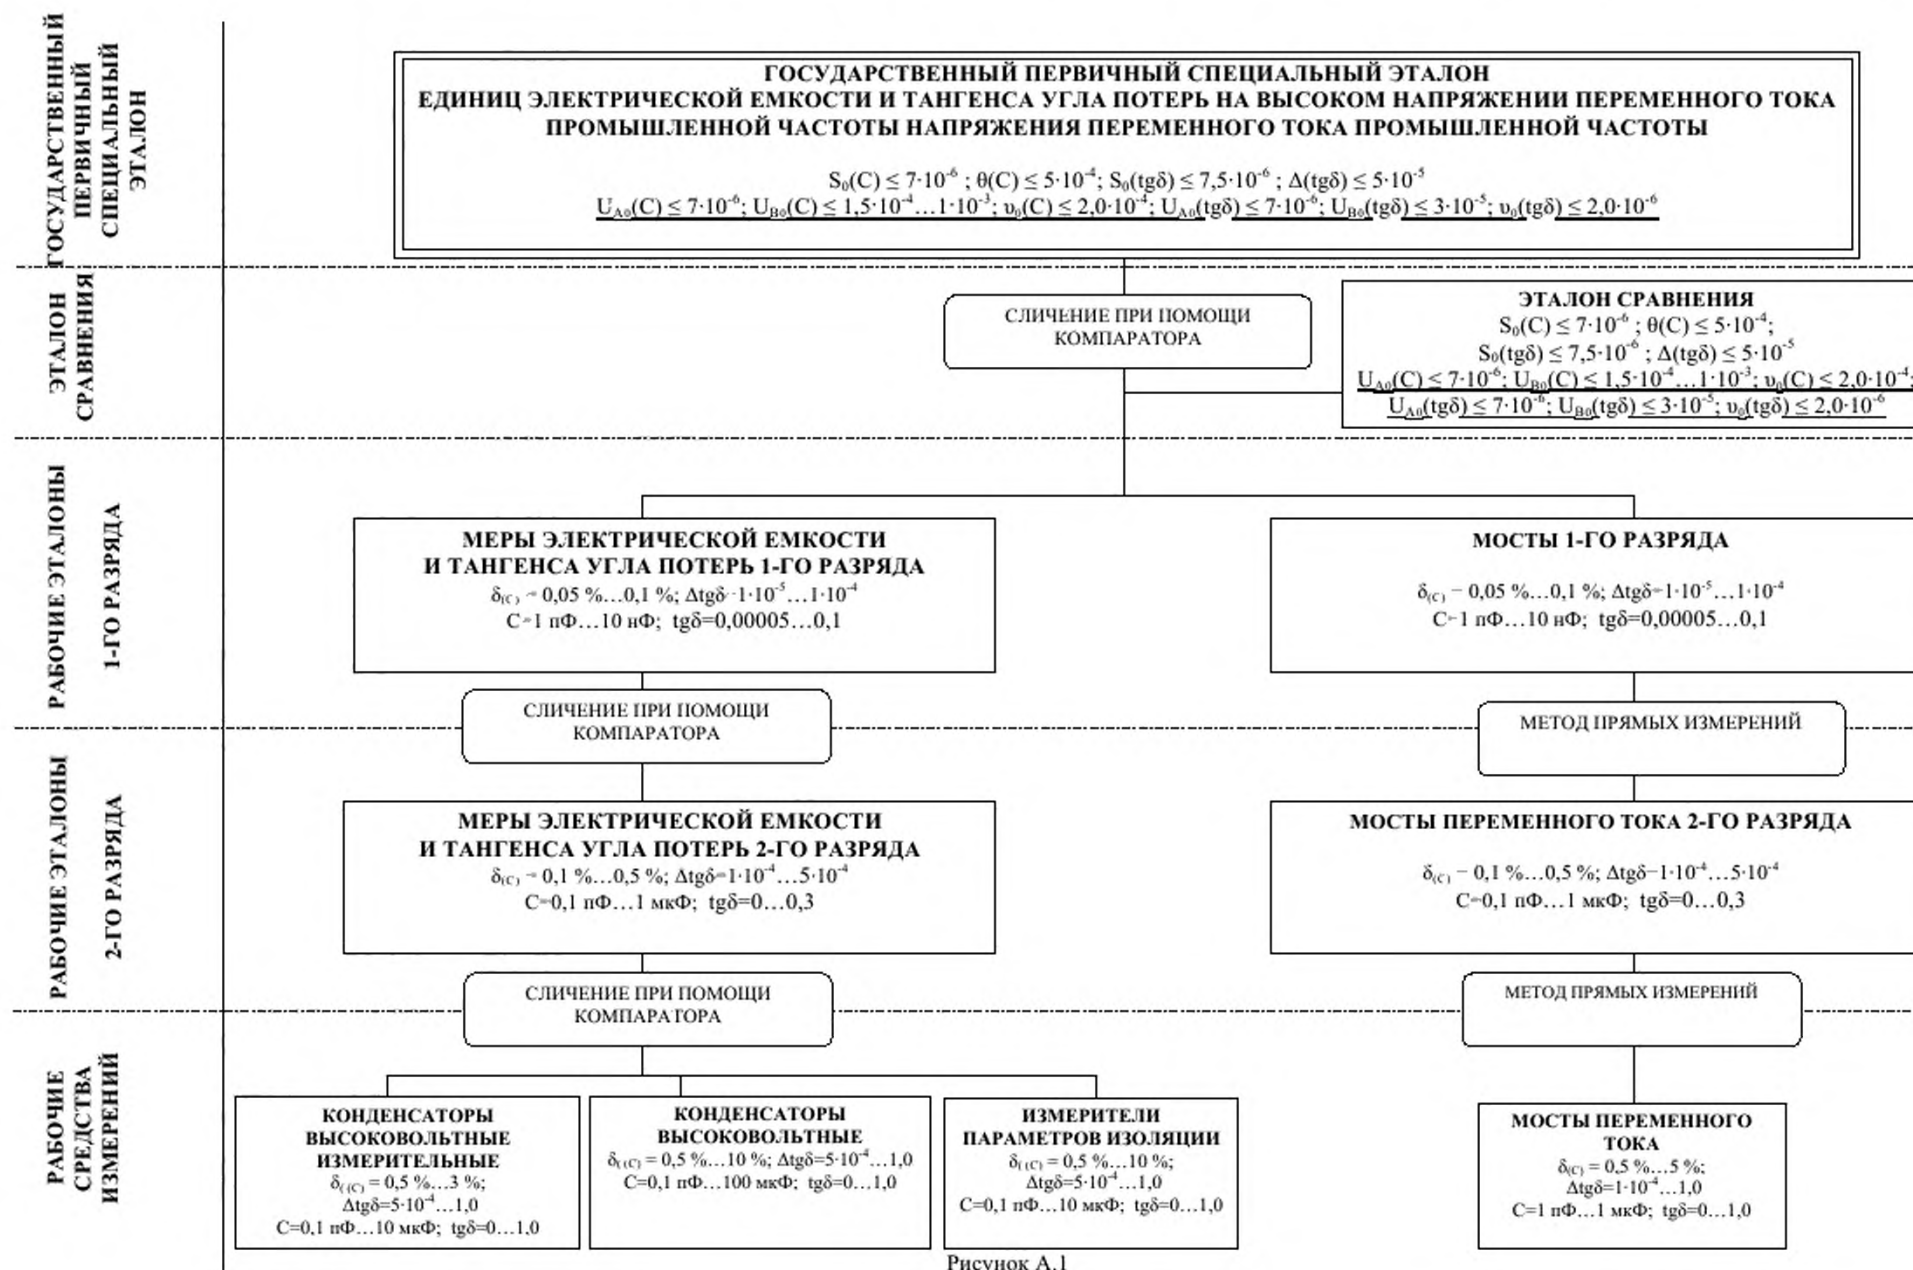 ГОСУДАРСТВЕННЫЙ
ПЕРВИЧНЫЙ
СПЕЦИАЛЬНЫЙ
ЭТАЛОН
ГОСУДАРСТВЕННЫЙ ПЕРВИЧНЫЙ СПЕЦИАЛЬНЫЙ ЭТАЛОН
ЕДИНИЦ ЭЛЕКТРИЧЕСКОЙ ЕМКОСТИ И ТАНГЕНСА УГЛА ПОТЕРЬ НА ВЫСОКОМ НАПРЯЖЕНИИ ПЕРЕМЕННОГО ТОКА
ПРОМЫШЛЕННОЙ ЧАСТОТЫ НАПРЯЖЕНИЯ ПЕРЕМЕННОГО ТОКА ПРОМЫШЛЕННОЙ ЧАСТОТЫ
S₀(C) ≤ 7·10⁻⁶ ; θ(C) ≤ 5·10⁻⁴; S₀(tgδ) ≤ 7,5·10⁻⁶ ; Δ(tgδ) ≤ 5·10⁻⁵
U_A0(C) ≤ 7·10⁻⁶; U_B0(C) ≤ 1,5·10⁻⁴…1·10⁻³; υ₀(C) ≤ 2,0·10⁻⁴; U_A0(tgδ) ≤ 7·10⁻⁶; U_B0(tgδ) ≤ 3·10⁻⁵; υ₀(tgδ) ≤ 2,0·10⁻⁶
ЭТАЛОН
СРАВНЕНИЯ
СЛИЧЕНИЕ ПРИ ПОМОЩИ
КОМПАРАТОРА
ЭТАЛОН СРАВНЕНИЯ
S₀(C) ≤ 7·10⁻⁶ ; θ(C) ≤ 5·10⁻⁴;
S₀(tgδ) ≤ 7,5·10⁻⁶ ; Δ(tgδ) ≤ 5·10⁻⁵
U_A0(C) ≤ 7·10⁻⁶; U_B0(C) ≤ 1,5·10⁻⁴…1·10⁻³; υ₀(C) ≤ 2,0·10⁻⁴;
U_A0(tgδ) ≤ 7·10⁻⁶; U_B0(tgδ) ≤ 3·10⁻⁵; υ₀(tgδ) ≤ 2,0·10⁻⁶
РАБОЧИЕ ЭТАЛОНЫ
1-ГО РАЗРЯДА
МЕРЫ ЭЛЕКТРИЧЕСКОЙ ЕМКОСТИ
И ТАНГЕНСА УГЛА ПОТЕРЬ 1-ГО РАЗРЯДА
δ(C) = 0,05 %…0,1 %; Δtgδ=1·10⁻⁵…1·10⁻⁴
C=1 пФ…10 нФ; tgδ=0,00005…0,1
МОСТЫ 1-ГО РАЗРЯДА
δ(C) = 0,05 %…0,1 %; Δtgδ=1·10⁻⁵…1·10⁻⁴
C=1 пФ…10 нФ; tgδ=0,00005…0,1
СЛИЧЕНИЕ ПРИ ПОМОЩИ
КОМПАРАТОРА
МЕТОД ПРЯМЫХ ИЗМЕРЕНИЙ
РАБОЧИЕ ЭТАЛОНЫ
2-ГО РАЗРЯДА
МЕРЫ ЭЛЕКТРИЧЕСКОЙ ЕМКОСТИ
И ТАНГЕНСА УГЛА ПОТЕРЬ 2-ГО РАЗРЯДА
δ(C) = 0,1 %…0,5 %; Δtgδ=1·10⁻⁴…5·10⁻⁴
C=0,1 пФ…1 мкФ; tgδ=0…0,3
МОСТЫ ПЕРЕМЕННОГО ТОКА 2-ГО РАЗРЯДА
δ(C) = 0,1 %…0,5 %; Δtgδ=1·10⁻⁴…5·10⁻⁴
C=0,1 пФ…1 мкФ; tgδ=0…0,3
СЛИЧЕНИЕ ПРИ ПОМОЩИ
КОМПАРАТОРА
МЕТОД ПРЯМЫХ ИЗМЕРЕНИЙ
РАБОЧИЕ
СРЕДСТВА
ИЗМЕРЕНИЙ
КОНДЕНСАТОРЫ
ВЫСОКОВОЛЬТНЫЕ
ИЗМЕРИТЕЛЬНЫЕ
δ((C) = 0,5 %…3 %;
Δtgδ=5·10⁻⁴…1,0
C=0,1 пФ…10 мкФ; tgδ=0…1,0
КОНДЕНСАТОРЫ
ВЫСОКОВОЛЬТНЫЕ
δ((C) = 0,5 %…10 %; Δtgδ=5·10⁻⁴…1,0
C=0,1 пФ…100 мкФ; tgδ=0…1,0
ИЗМЕРИТЕЛИ
ПАРАМЕТРОВ ИЗОЛЯЦИИ
δ((C) = 0,5 %…10 %;
Δtgδ=5·10⁻⁴…1,0
C=0,1 пФ…10 мкФ; tgδ=0…1,0
МОСТЫ ПЕРЕМЕННОГО
ТОКА
δ(C) = 0,5 %…5 %;
Δtgδ=1·10⁻⁴…1,0
C=1 пФ…1 мкФ; tgδ=0…1,0
Рисунок А.1